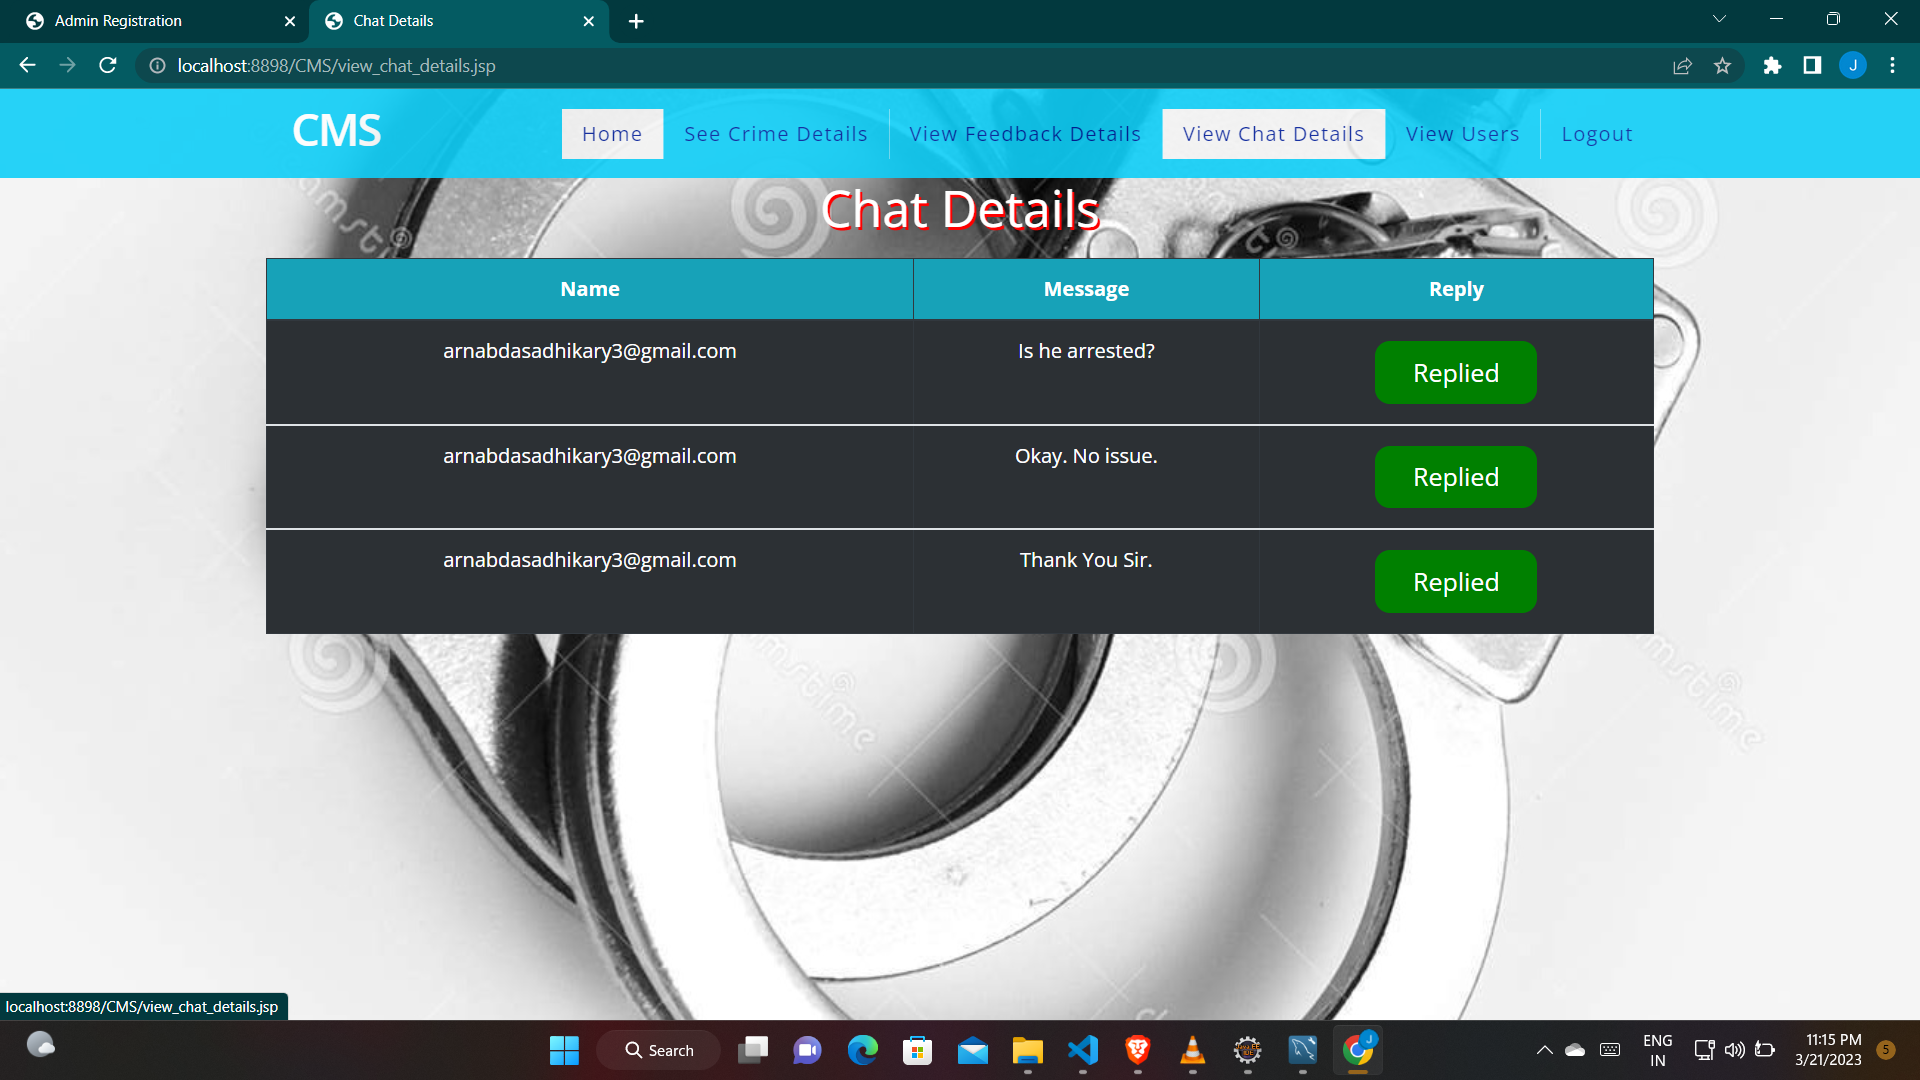 Admin Registration
Chat Details
localhost:8898/CMS/view_chat_details.jsp
J
CMS
Home
See Crime Details
View Feedback Details
View Chat Details
View Users
Logout
Chat Details
Name Message Reply
arnabdasadhikary3@gmail.com Is he arrested? Replied
arnabdasadhikary3@gmail.com Okay. No issue. Replied
arnabdasadhikary3@gmail.com Thank You Sir. Replied
localhost:8898/CMS/view_chat_details.jsp
Search
J
ENG
IN
11:15 PM
3/21/2023
5